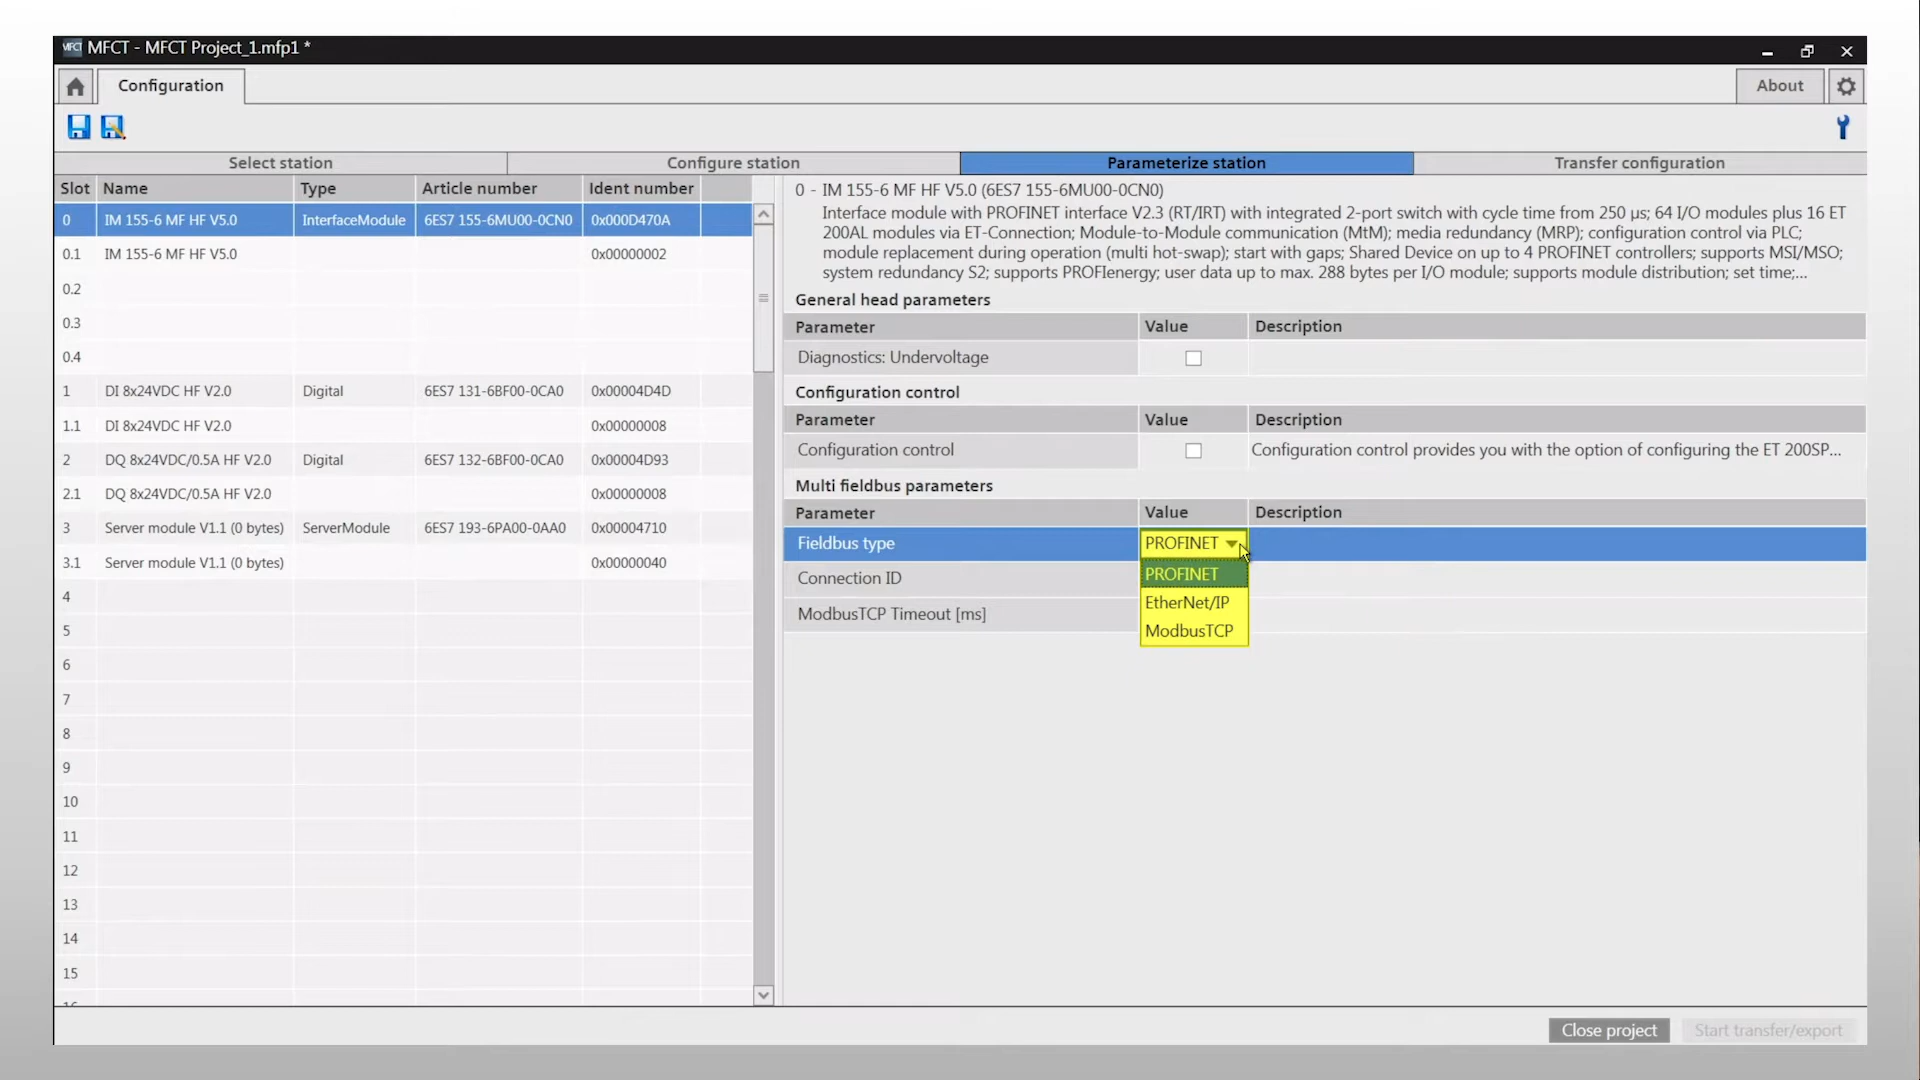 MFCT MFCT - MFCT Project_1.mfp1 *
Configuration
About
Select station
Configure station
Parameterize station
Transfer configuration
Slot Name Type Article number Ident number
0 IM 155-6 MF HF V5.0 InterfaceModule 6ES7 155-6MU00-0CN0 0x000D470A
0.1 IM 155-6 MF HF V5.0 0x00000002
0.2
0.3
0.4
1 DI 8x24VDC HF V2.0 Digital 6ES7 131-6BF00-0CA0 0x00004D4D
1.1 DI 8x24VDC HF V2.0 0x00000008
2 DQ 8x24VDC/0.5A HF V2.0 Digital 6ES7 132-6BF00-0CA0 0x00004D93
2.1 DQ 8x24VDC/0.5A HF V2.0 0x00000008
3 Server module V1.1 (0 bytes) ServerModule 6ES7 193-6PA00-0AA0 0x00004710
3.1 Server module V1.1 (0 bytes) 0x00000040
4
5
6
7
8
9
10
11
12
13
14
15
0 - IM 155-6 MF HF V5.0 (6ES7 155-6MU00-0CN0)
Interface module with PROFINET interface V2.3 (RT/IRT) with integrated 2-port switch with cycle time from 250 µs; 64 I/O modules plus 16 ET
200AL modules via ET-Connection; Module-to-Module communication (MtM); media redundancy (MRP); configuration control via PLC;
module replacement during operation (multi hot-swap); start with gaps; Shared Device on up to 4 PROFINET controllers; supports MSI/MSO;
system redundancy S2; supports PROFIenergy; user data up to max. 288 bytes per I/O module; supports module distribution; set time;...
General head parameters
Parameter Value Description
Diagnostics: Undervoltage
Configuration control
Parameter Value Description
Configuration control Configuration control provides you with the option of configuring the ET 200SP...
Multi fieldbus parameters
Parameter Value Description
Fieldbus type PROFINET
PROFINET
Connection ID
EtherNet/IP
ModbusTCP Timeout [ms]
ModbusTCP
Close project
Start transfer/export